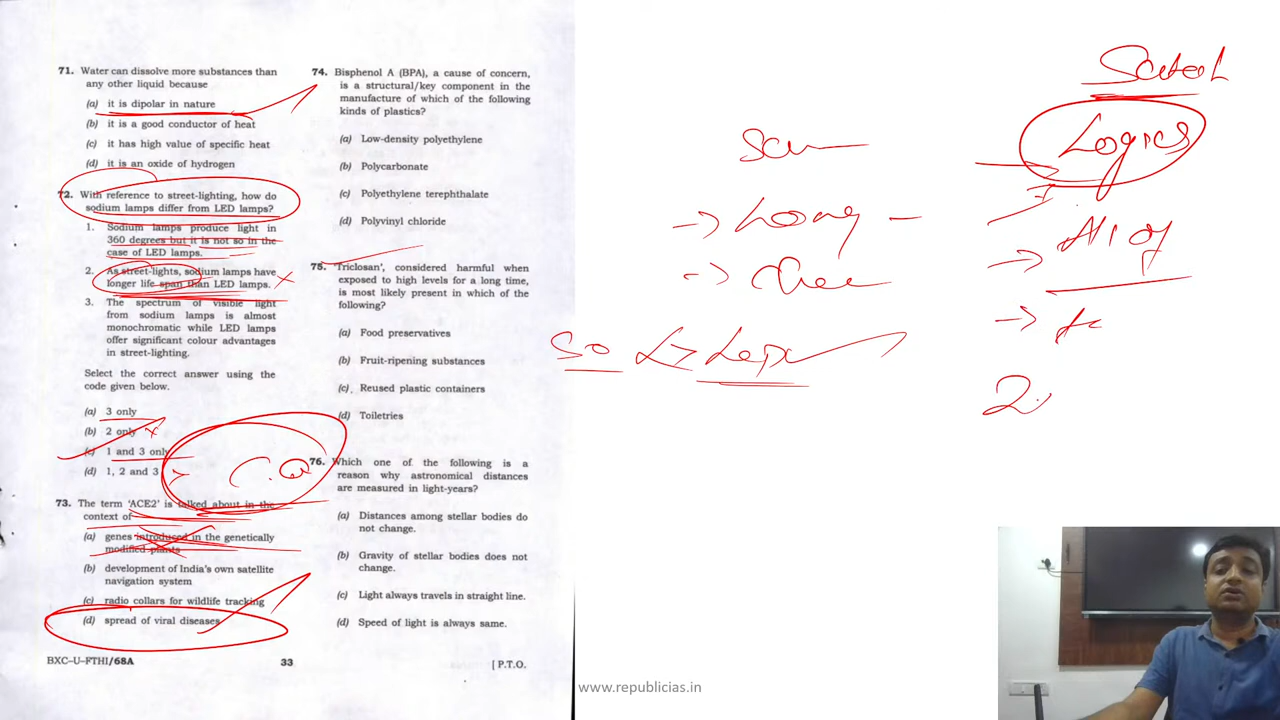 71. Water can dissolve more substances than
any other liquid because
(a) it is dipolar in nature
(b) it is a good conductor of heat
(c) it has high value of specific heat
(d) it is an oxide of hydrogen
72. With reference to street-lighting, how do
sodium lamps differ from LED lamps?
1. Sodium lamps produce light in
360 degrees but it is not so in the
case of LED lamps.
2. As street-lights, sodium lamps have
longer life span than LED lamps.
3. The spectrum of visible light
from sodium lamps is almost
monochromatic while LED lamps
offer significant colour advantages
in street-lighting.
Select the correct answer using the
code given below.
(a) 3 only
(b) 2 only
(c) 1 and 3 only
(d) 1, 2 and 3
73. The term 'ACE2' is talked about in the
context of
(a) genes introduced in the genetically
modified plants
(b) development of India's own satellite
navigation system
(c) radio collars for wildlife tracking
(d) spread of viral diseases
BXC-U-FTHI/68A
33
74. Bisphenol A (BPA), a cause of concern,
is a structural/key component in the
manufacture of which of the following
kinds of plastics?
(a) Low-density polyethylene
(b) Polycarbonate
(c) Polyethylene terephthalate
(d) Polyvinyl chloride
75. 'Triclosan', considered harmful when
exposed to high levels for a long time,
is most likely present in which of the
following?
(a) Food preservatives
(b) Fruit-ripening substances
(c) Reused plastic containers
(d) Toiletries
76. Which one of the following is a
reason why astronomical distances
are measured in light-years?
(a) Distances among stellar bodies do
not change.
(b) Gravity of stellar bodies does not
change.
(c) Light always travels in straight line.
(d) Speed of light is always same.
[ P.T.O.
Logics
2.
www.republicias.in